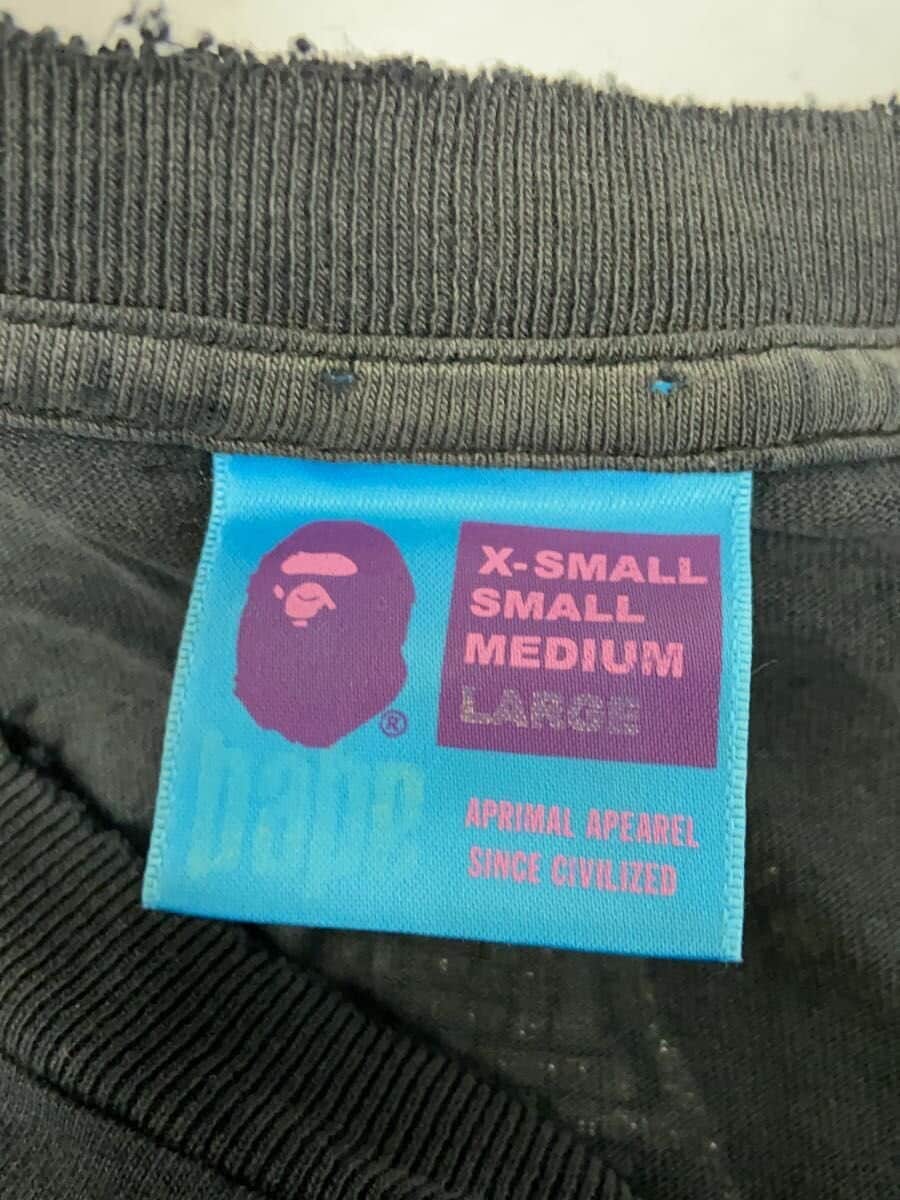 X-SMALL
SMALL
MEDIUM
LARGE
®
bape
APRIMAL APEAREL
SINCE CIVILIZED